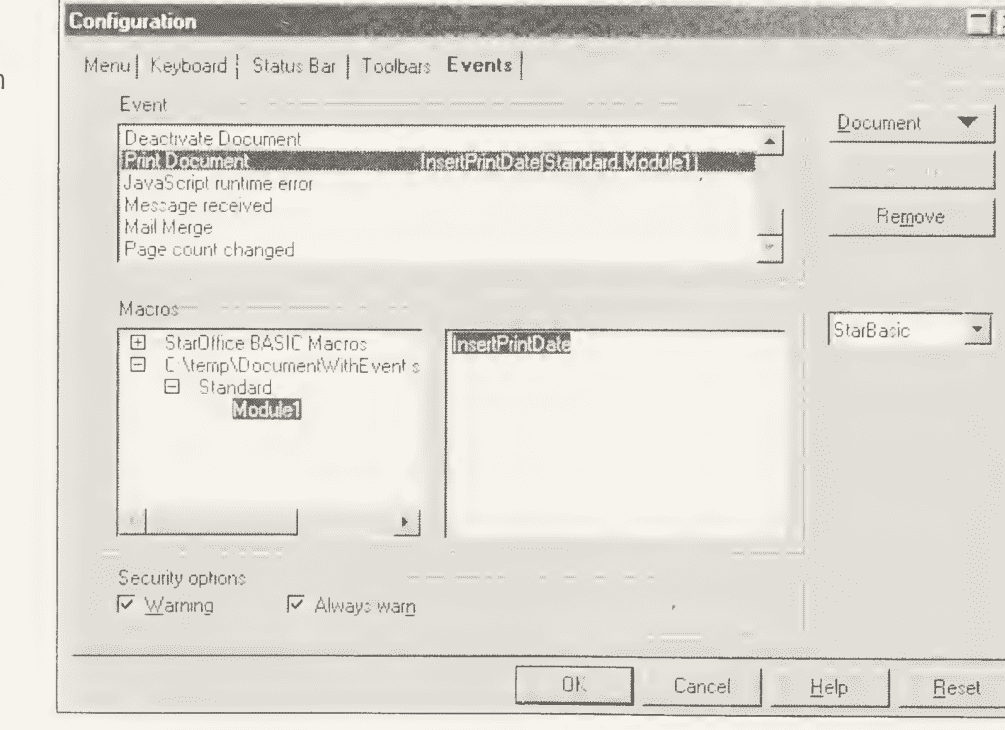 Configuration
Menu Keyboard Status Bar Toolbars Events
Event
Deactivate Document
Print Document InsertPrintDate(Standard.Module1)
JavaScript runtime error
Message received
Mail Merge
Page count changed
Document
Remove
Macros
StarOffice BASIC Macros
C:\temp\DocumentWithEvent s
Standard
Module1
InsertPrintDate
StarBasic
Security options
Warning
Always warn
OK
Cancel
Help
Reset